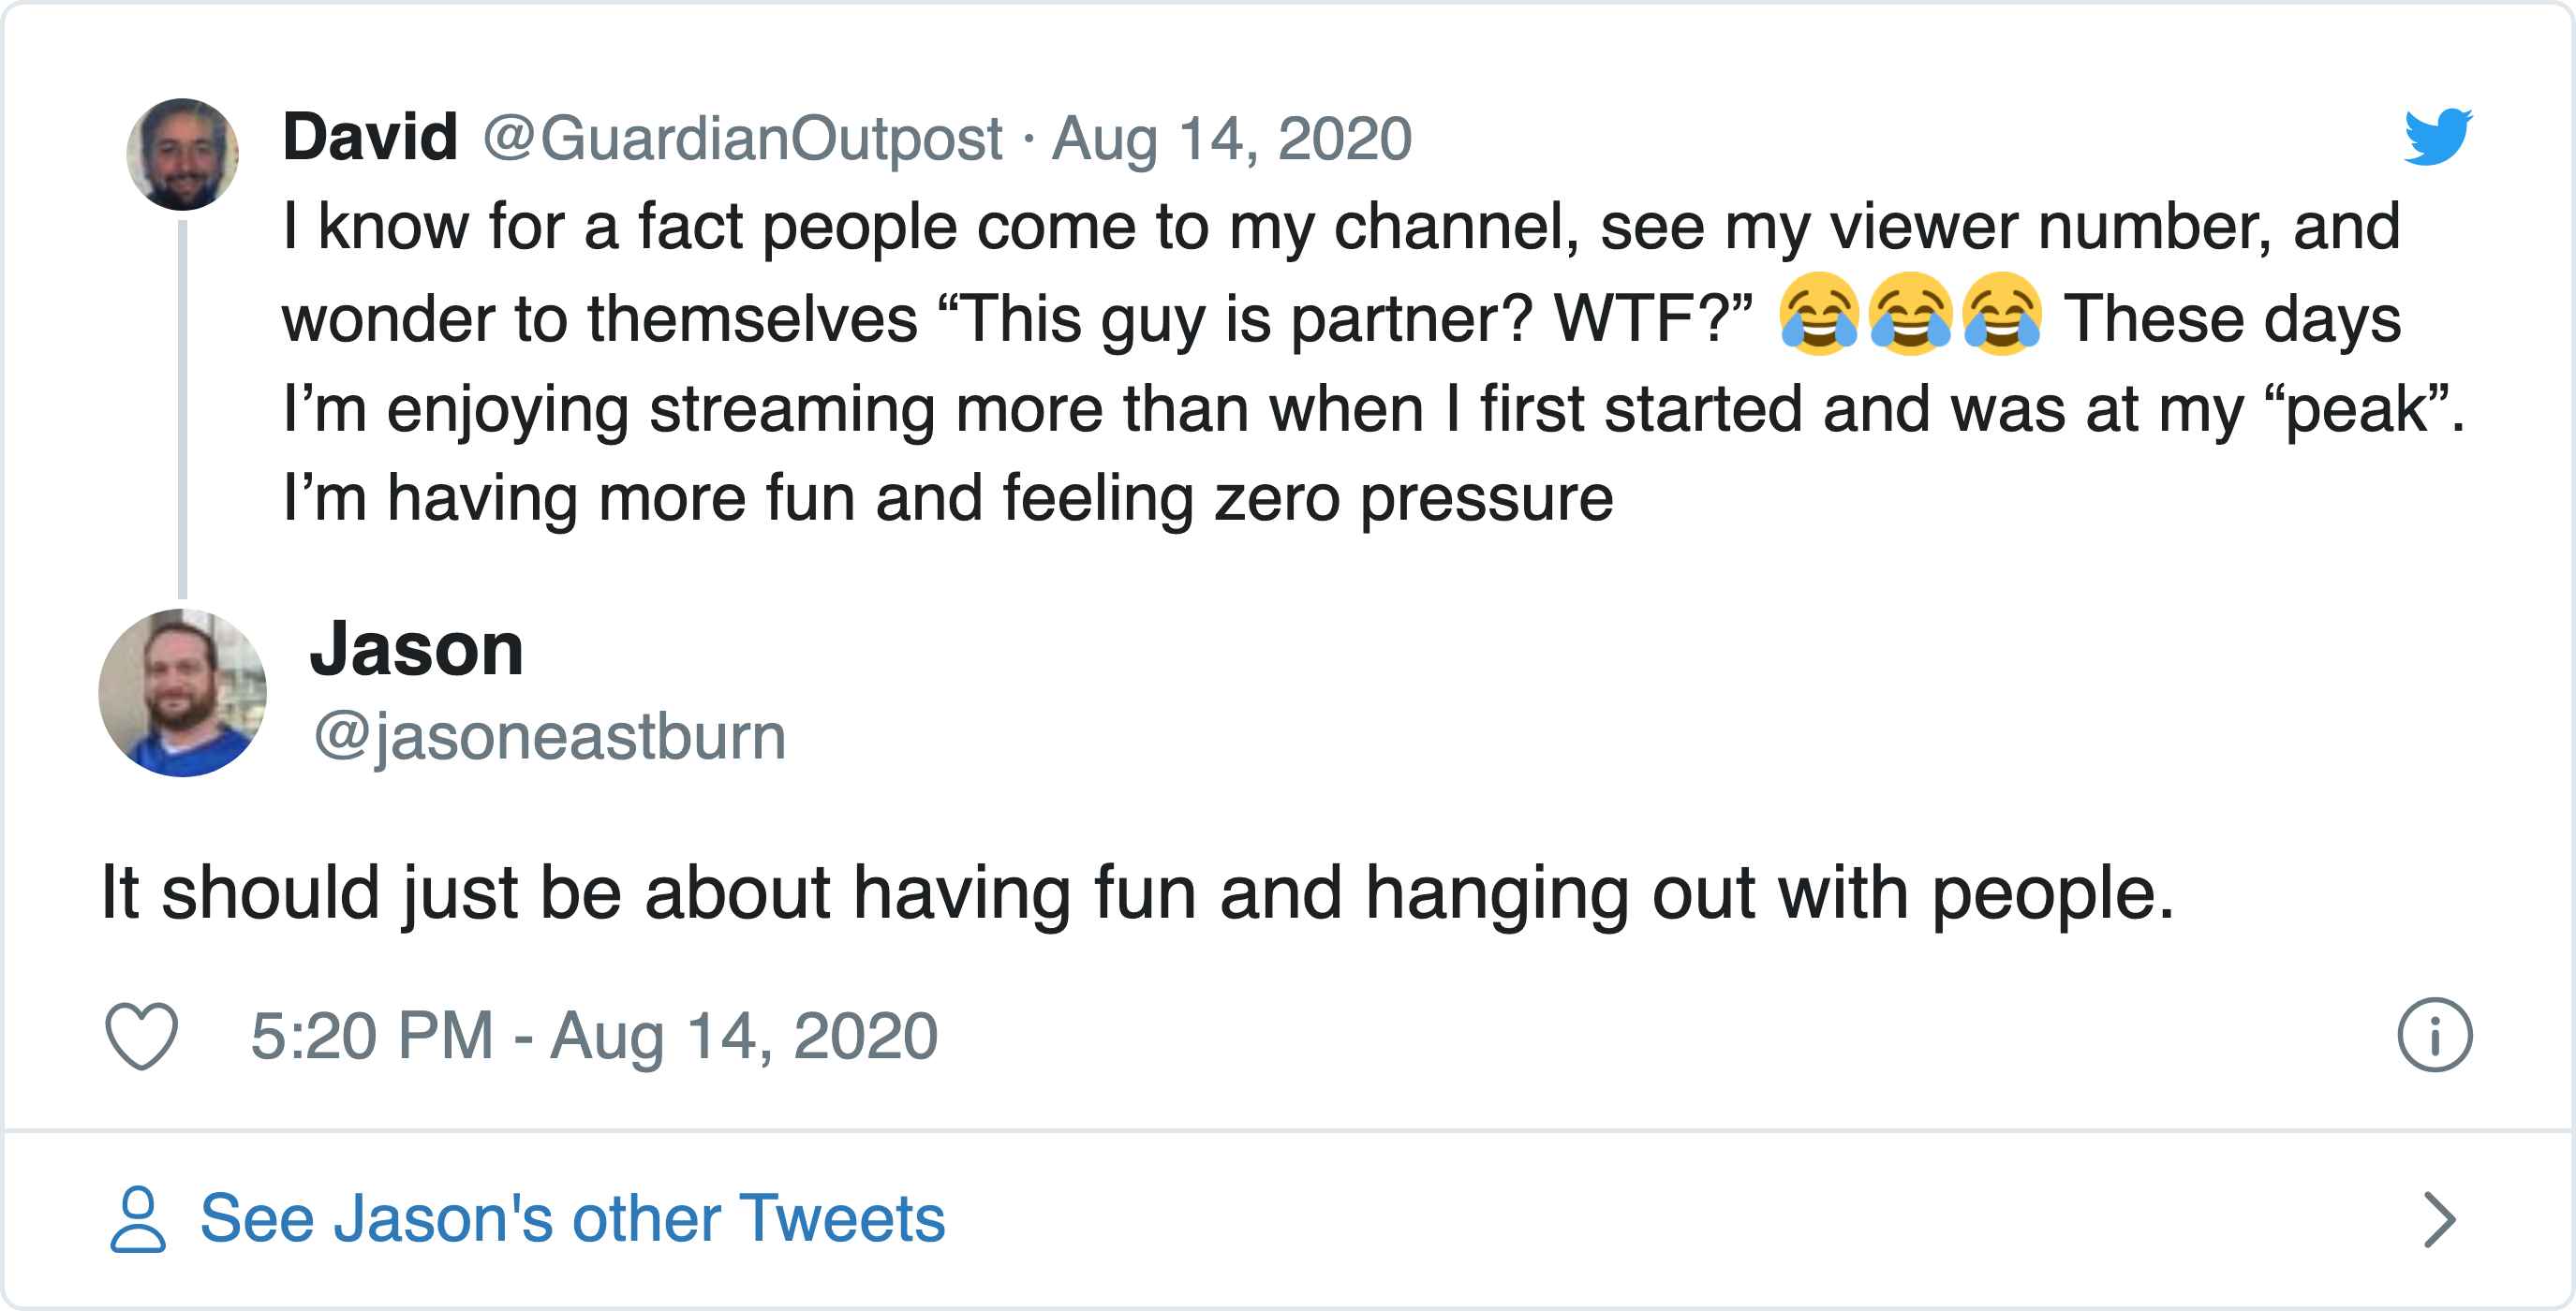 David @GuardianOutpost · Aug 14, 2020
I know for a fact people come to my channel, see my viewer number, and
wonder to themselves “This guy is partner? WTF?” 😂😂😂 These days
I’m enjoying streaming more than when I first started and was at my “peak”.
I’m having more fun and feeling zero pressure
Jason
@jasoneastburn
It should just be about having fun and hanging out with people.
5:20 PM - Aug 14, 2020
See Jason's other Tweets